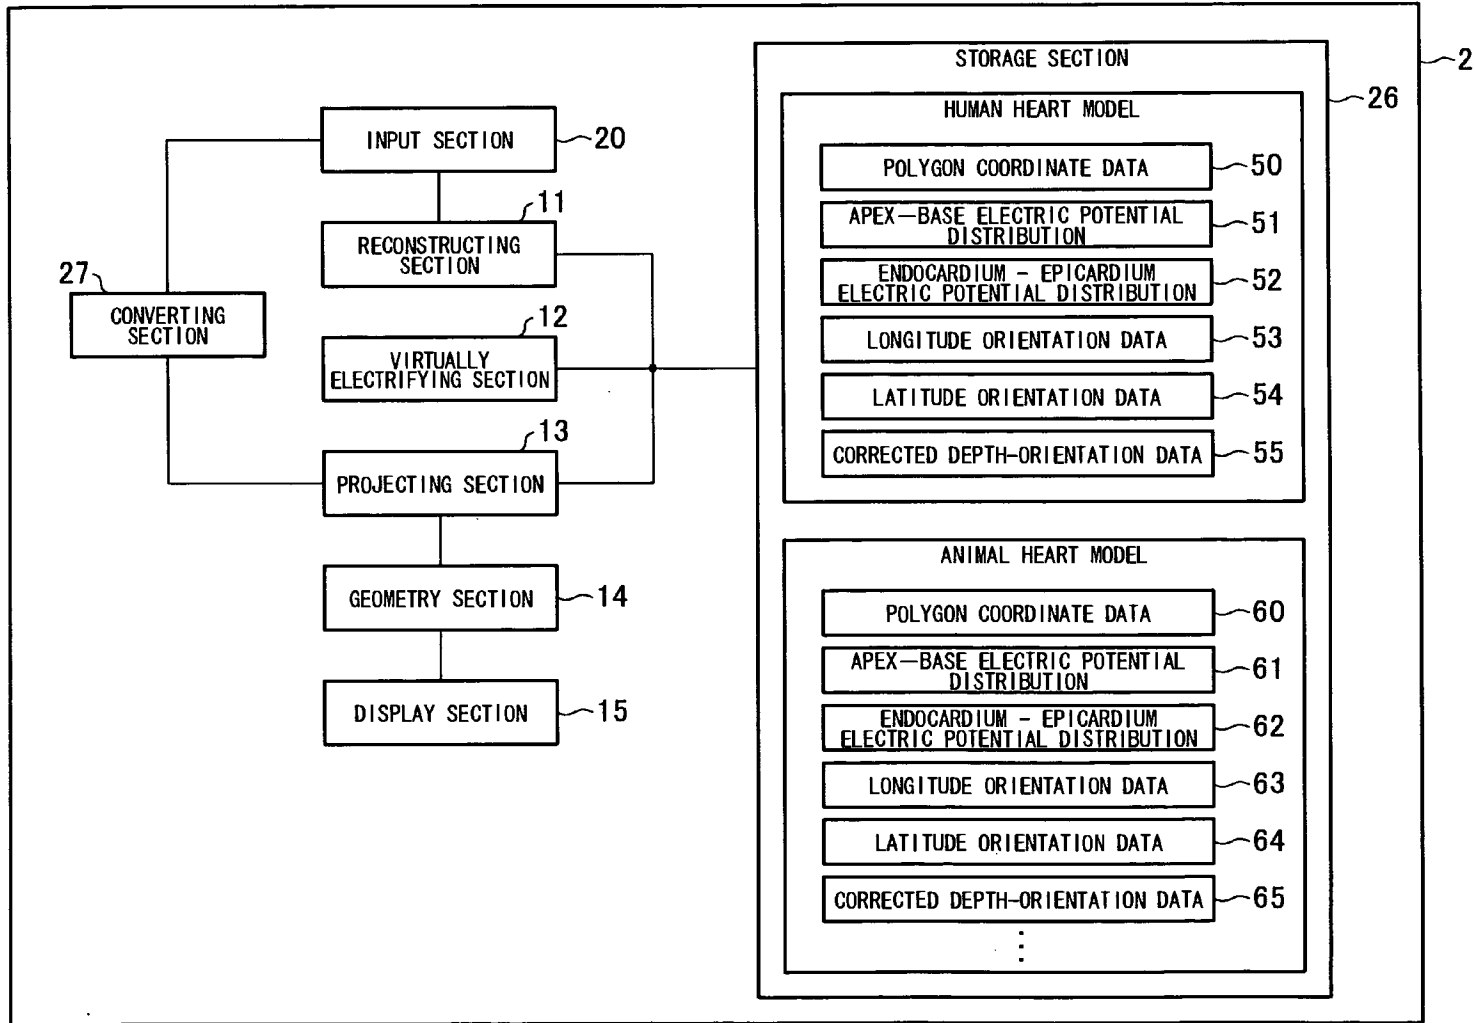 2
INPUT SECTION
20
11
RECONSTRUCTING
SECTION
27
CONVERTING
SECTION
12
VIRTUALLY
ELECTRIFYING SECTION
13
PROJECTING SECTION
GEOMETRY SECTION
14
DISPLAY SECTION
15
STORAGE SECTION
26
HUMAN HEART MODEL
POLYGON COORDINATE DATA
50
APEX-BASE ELECTRIC POTENTIAL
DISTRIBUTION
51
ENDOCARDIUM - EPICARDIUM
ELECTRIC POTENTIAL DISTRIBUTION
52
LONGITUDE ORIENTATION DATA
53
LATITUDE ORIENTATION DATA
54
CORRECTED DEPTH-ORIENTATION DATA
55
ANIMAL HEART MODEL
POLYGON COORDINATE DATA
60
APEX-BASE ELECTRIC POTENTIAL
DISTRIBUTION
61
ENDOCARDIUM - EPICARDIUM
ELECTRIC POTENTIAL DISTRIBUTION
62
LONGITUDE ORIENTATION DATA
63
LATITUDE ORIENTATION DATA
64
CORRECTED DEPTH-ORIENTATION DATA
65